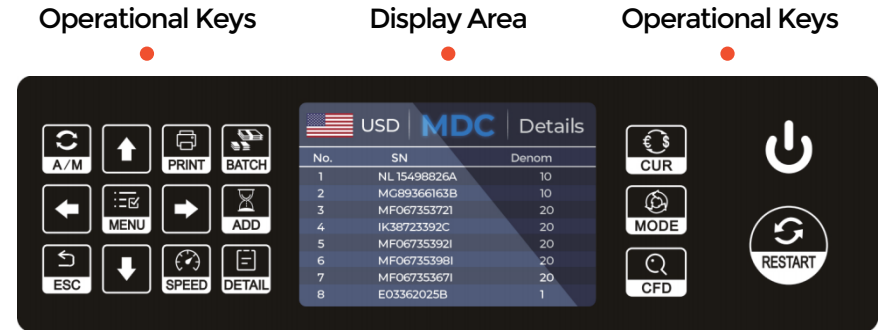 Operational Keys
Display Area
Operational Keys
A/M
PRINT
BATCH
MENU
ADD
ESC
SPEED
DETAIL
USD MDC Details
No. SN Denom
1 NL 15498826A 10
2 MG89366163B 10
3 MF06735372I 20
4 IK38723392C 20
5 MF06735392I 20
6 MF06735398I 20
7 MF06735367I 20
8 E03362025B 1
€ $
CUR
MODE
CFD
RESTART